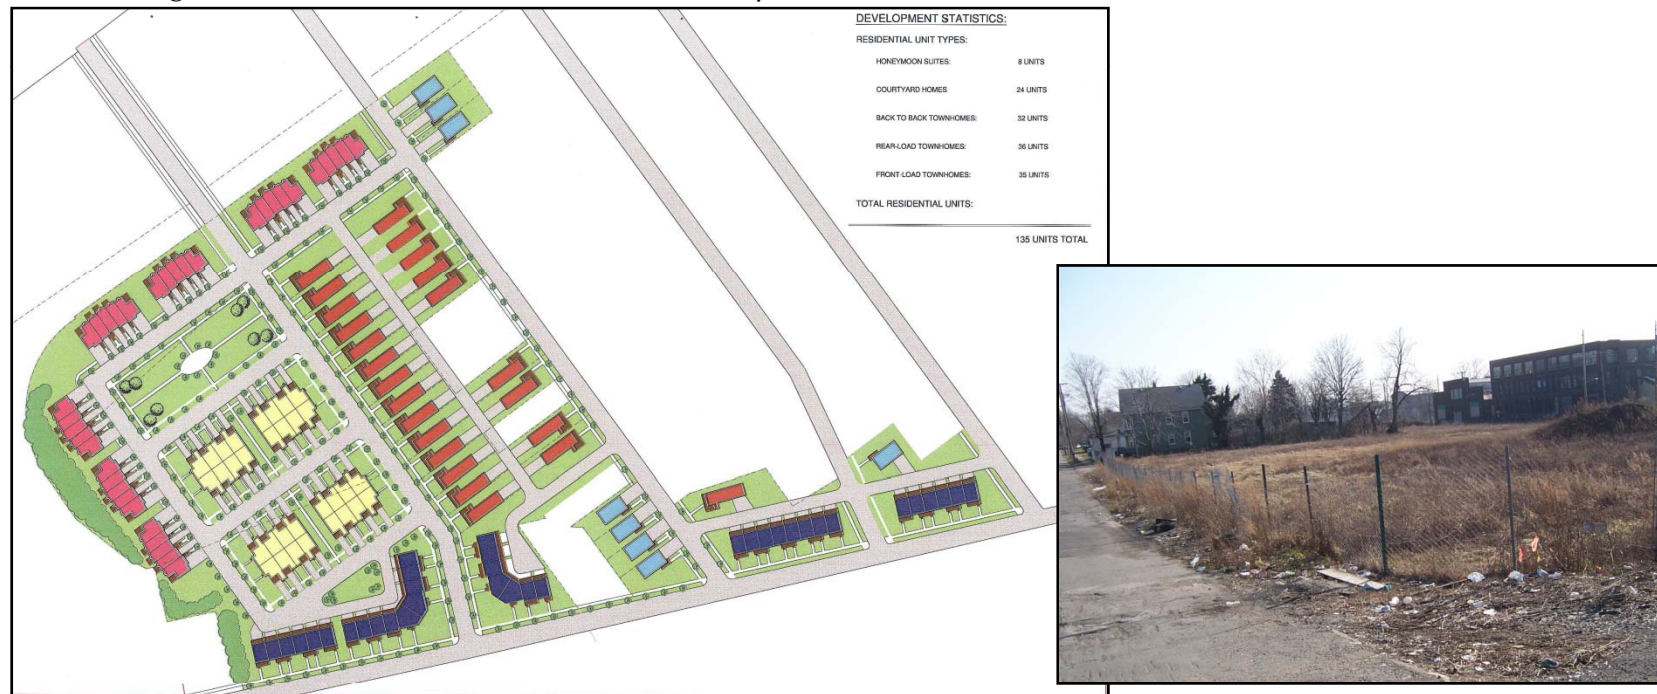 DEVELOPMENT STATISTICS:
RESIDENTIAL UNIT TYPES:
HONEYMOON SUITES: 8 UNITS
COURTYARD HOMES 24 UNITS
BACK TO BACK TOWNHOMES: 32 UNITS
REAR-LOAD TOWNHOMES: 36 UNITS
FRONT-LOAD TOWNHOMES: 35 UNITS
TOTAL RESIDENTIAL UNITS:
135 UNITS TOTAL